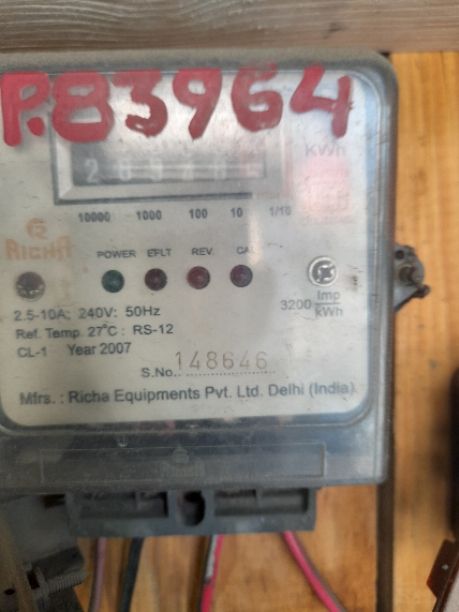 P.83964
KWh
10000 1000 100 10 1/10
RICHA
POWER EFLT REV CAL
2.5-10A: 240V: 50Hz
3200 Imp/kWh
Ref. Temp. 27°C : RS-12
CL-1 Year 2007
S.No. 148646
Mfrs. : Richa Equipments Pvt. Ltd. Delhi (India)